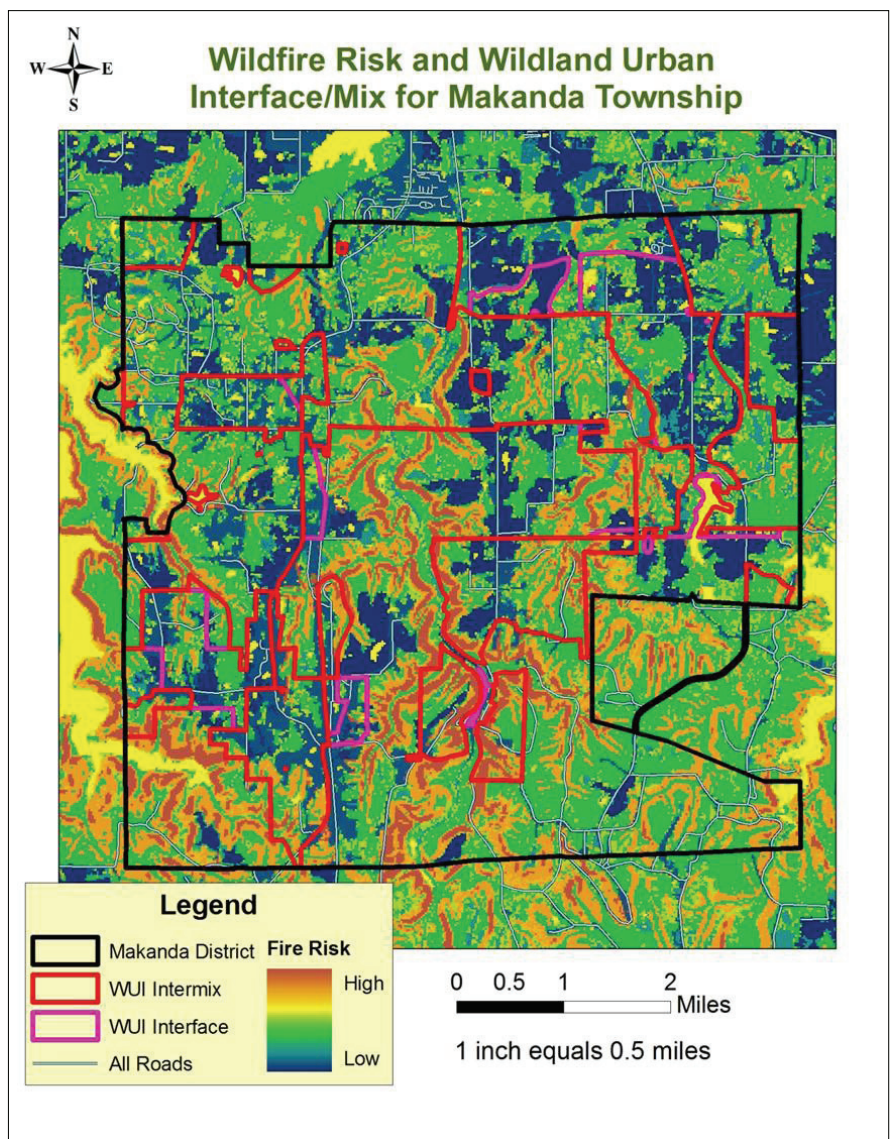 N
W E
S
Wildfire Risk and Wildland Urban
Interface/Mix for Makanda Township
Legend
Makanda District
WUI Intermix
WUI Interface
All Roads
Fire Risk
High
Low
0 0.5 1 2
Miles
1 inch equals 0.5 miles